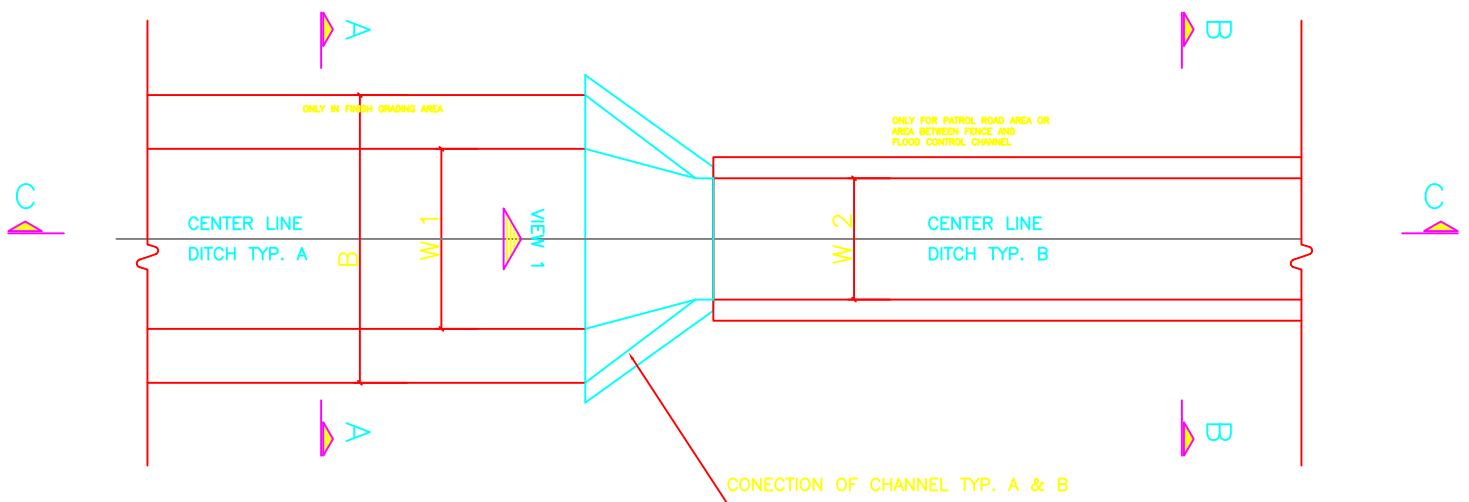 A
B
ONLY IN FINISH GRADING AREA
ONLY FOR PATROL ROAD AREA OR
AREA BETWEEN FENCE AND
FLOOD CONTROL CHANNEL
C
C
CENTER LINE
DITCH TYP. A
B
W 1
VIEW 1
W 2
CENTER LINE
DITCH TYP. B
A
B
CONECTION OF CHANNEL TYP. A & B